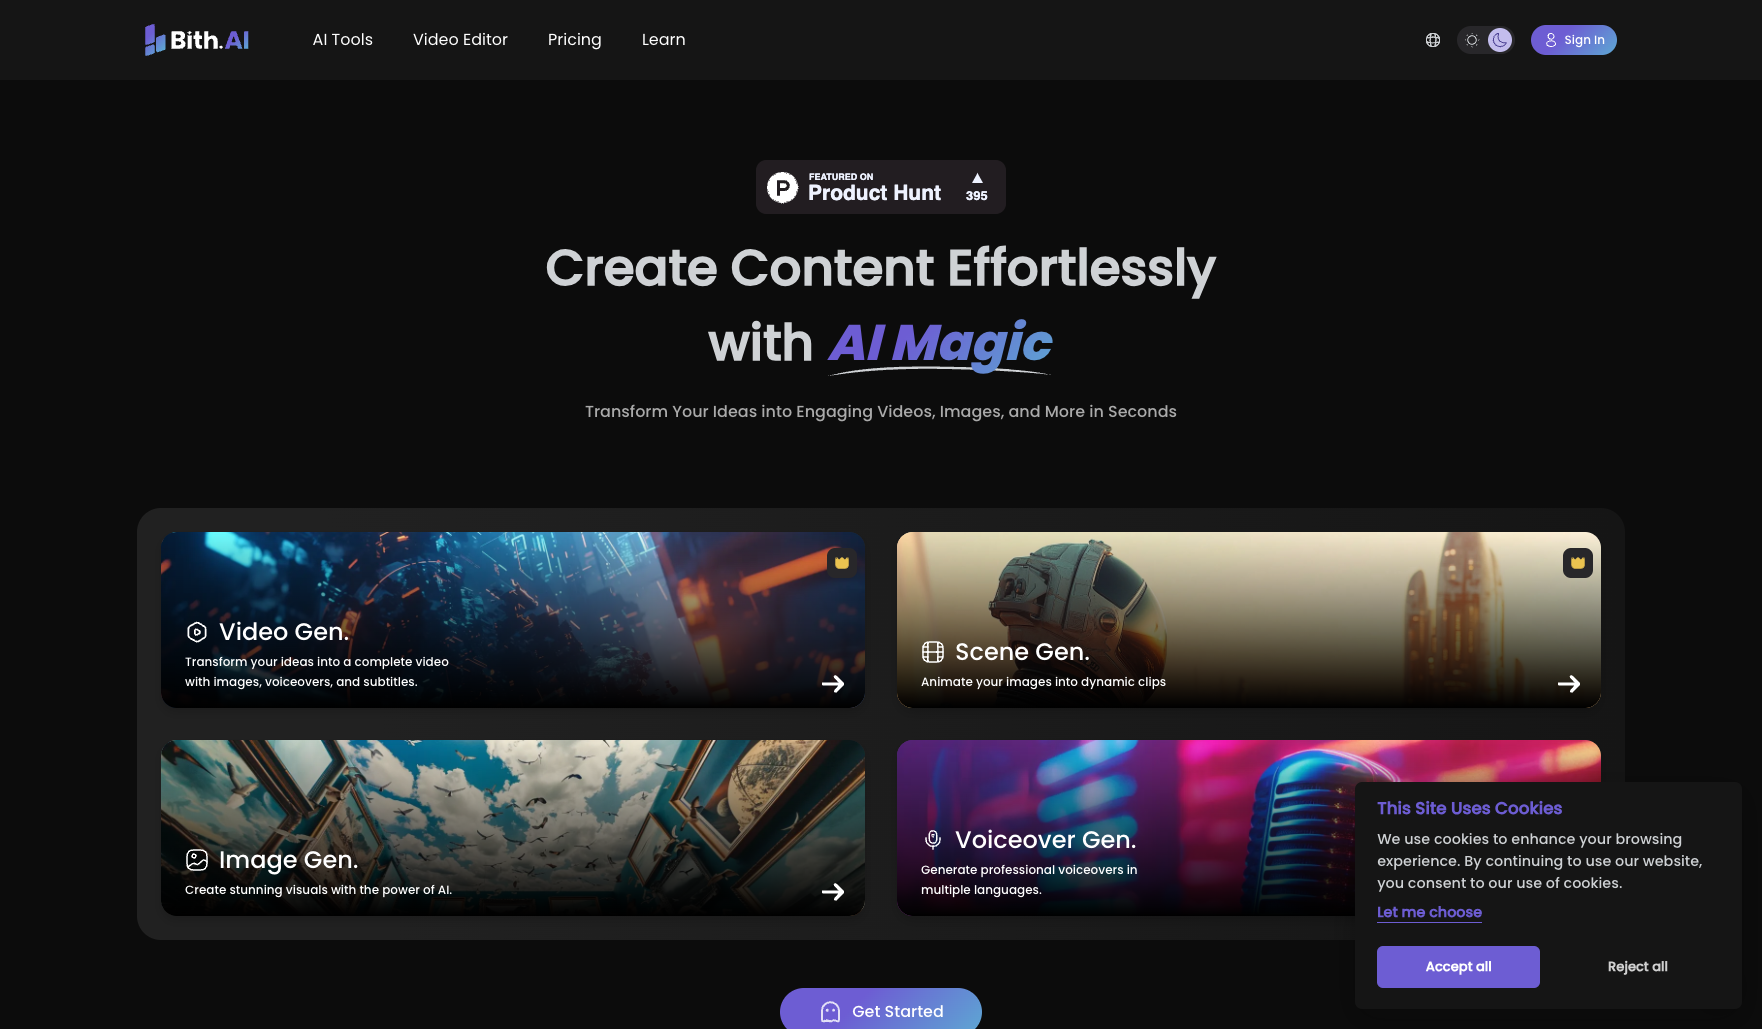 Bith.AI
AI Tools
Video Editor
Pricing
Learn
Sign In
P
FEATURED ON
Product Hunt
395
Create Content Effortlessly
with AI Magic
Transform Your Ideas into Engaging Videos, Images, and More in Seconds
Video Gen.
Transform your ideas into a complete video
with images, voiceovers, and subtitles.
Scene Gen.
Animate your images into dynamic clips
Image Gen.
Create stunning visuals with the power of AI.
Voiceover Gen.
Generate professional voiceovers in
multiple languages.
This Site Uses Cookies
We use cookies to enhance your browsing
experience. By continuing to use our website,
you consent to our use of cookies.
Let me choose
Accept all
Reject all
Get Started